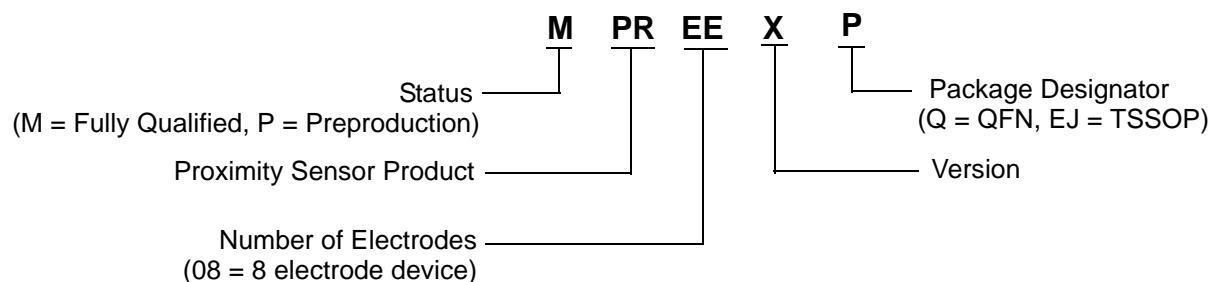 M PR EE X P
Status
(M = Fully Qualified, P = Preproduction)
Package Designator
(Q = QFN, EJ = TSSOP)
Proximity Sensor Product
Version
Number of Electrodes
(08 = 8 electrode device)